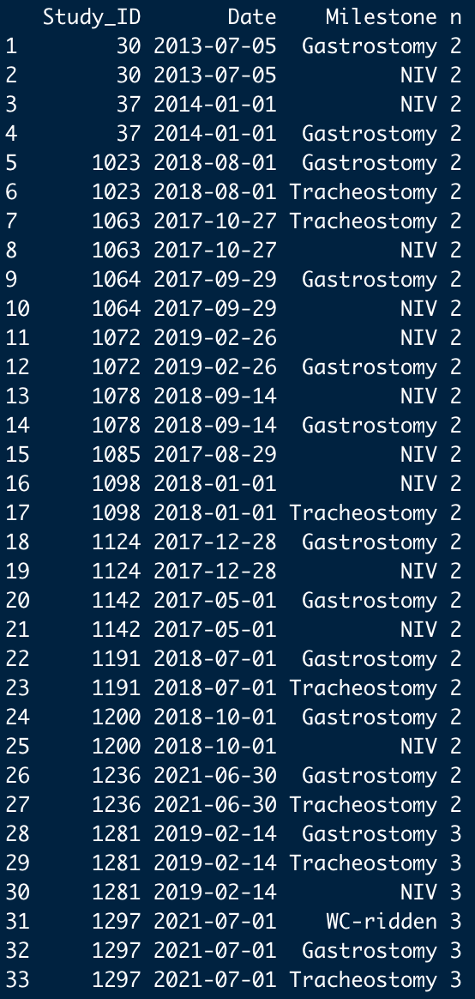 Study_ID Date Milestone n
1 30 2013-07-05 Gastrostomy 2
2 30 2013-07-05 NIV 2
3 37 2014-01-01 NIV 2
4 37 2014-01-01 Gastrostomy 2
5 1023 2018-08-01 Gastrostomy 2
6 1023 2018-08-01 Tracheostomy 2
7 1063 2017-10-27 Tracheostomy 2
8 1063 2017-10-27 NIV 2
9 1064 2017-09-29 Gastrostomy 2
10 1064 2017-09-29 NIV 2
11 1072 2019-02-26 NIV 2
12 1072 2019-02-26 Gastrostomy 2
13 1078 2018-09-14 NIV 2
14 1078 2018-09-14 Gastrostomy 2
15 1085 2017-08-29 NIV 2
16 1098 2018-01-01 NIV 2
17 1098 2018-01-01 Tracheostomy 2
18 1124 2017-12-28 Gastrostomy 2
19 1124 2017-12-28 NIV 2
20 1142 2017-05-01 Gastrostomy 2
21 1142 2017-05-01 NIV 2
22 1191 2018-07-01 Gastrostomy 2
23 1191 2018-07-01 Tracheostomy 2
24 1200 2018-10-01 Gastrostomy 2
25 1200 2018-10-01 NIV 2
26 1236 2021-06-30 Gastrostomy 2
27 1236 2021-06-30 Tracheostomy 2
28 1281 2019-02-14 Gastrostomy 3
29 1281 2019-02-14 Tracheostomy 3
30 1281 2019-02-14 NIV 3
31 1297 2021-07-01 WC-ridden 3
32 1297 2021-07-01 Gastrostomy 3
33 1297 2021-07-01 Tracheostomy 3